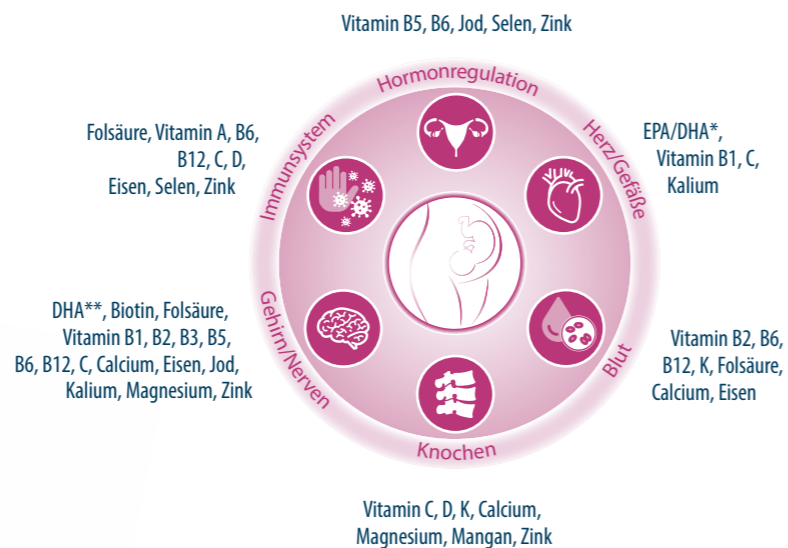 Vitamin B5, B6, Jod, Selen, Zink
Hormonregulation
Folsäure, Vitamin A, B6,
B12, C, D,
Eisen, Selen, Zink
Immunsystem
Herz/Gefäße
EPA/DHA*,
Vitamin B1, C,
Kalium
DHA**, Biotin, Folsäure,
Vitamin B1, B2, B3, B5,
B6, B12, C, Calcium, Eisen, Jod,
Kalium, Magnesium, Zink
Gehirn/Nerven
Blut
Vitamin B2, B6,
B12, K, Folsäure,
Calcium, Eisen
Knochen
Vitamin C, D, K, Calcium,
Magnesium, Mangan, Zink